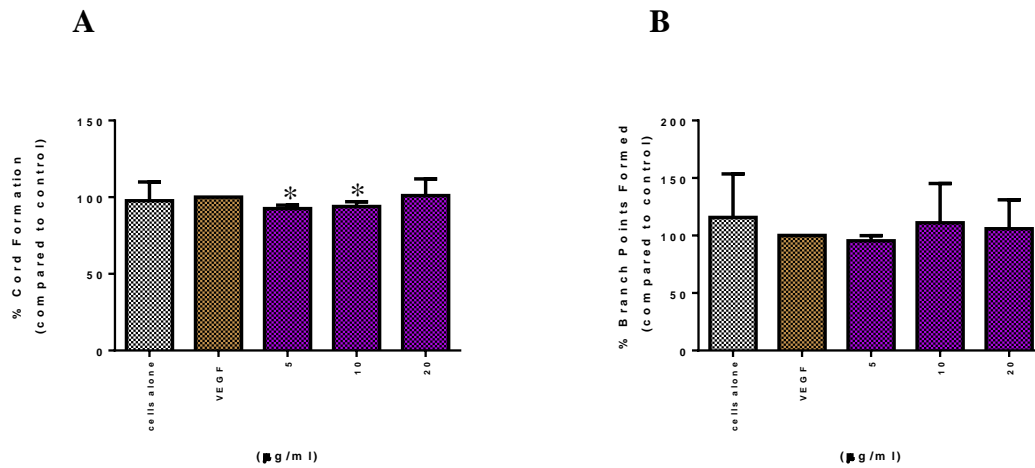 A
% Cord Formation
(compared to control)
150
100
50
0
*
*
cells alone
VEGF
5
10
20
(µg/ml)
B
% Branch Points Formed
(compared to control)
200
150
100
50
0
cells alone
VEGF
5
10
20
(µg/ml)